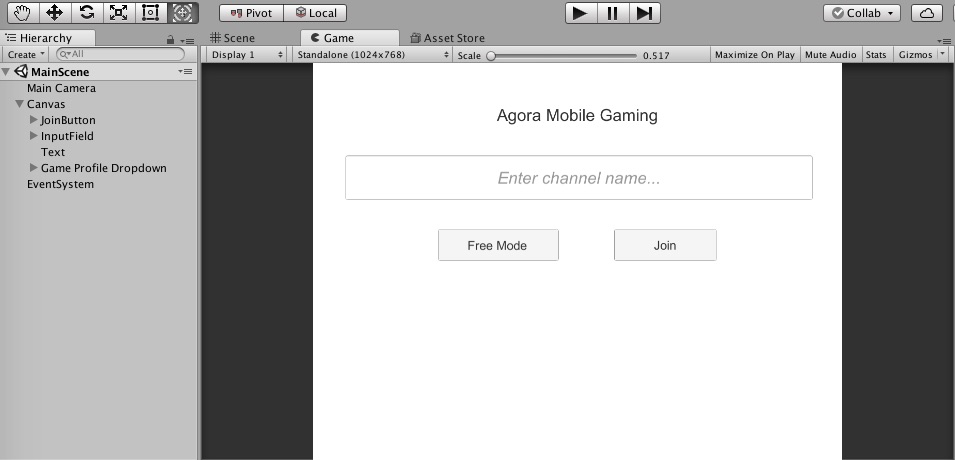 Pivot Local Collab
Hierarchy Scene Game Asset Store
Create All Display 1 Standalone (1024x768) Scale 0.517 Maximize On Play Mute Audio Stats Gizmos
MainScene
Main Camera
Canvas
JoinButton
InputField
Text
Game Profile Dropdown
EventSystem
Agora Mobile Gaming
Enter channel name...
Free Mode Join